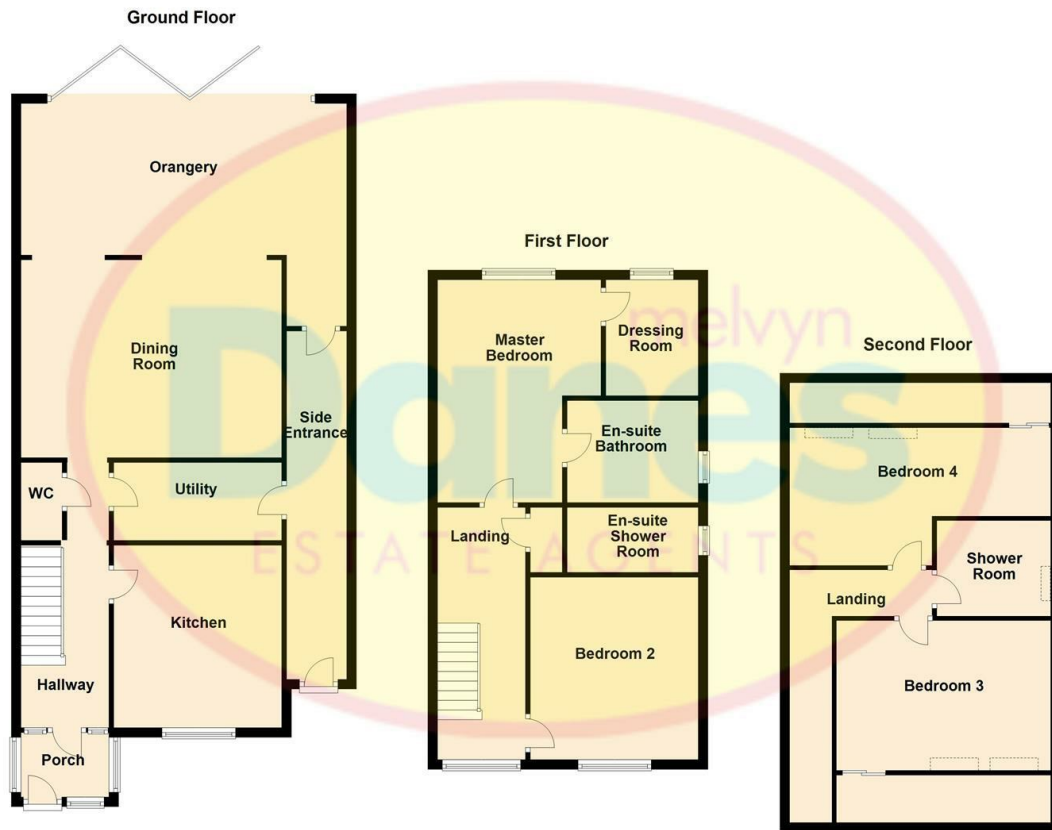 Ground Floor
Orangery
Dining
Room
Side
Entrance
WC
Utility
Kitchen
Hallway
Porch
First Floor
Master
Bedroom
Dressing
Room
En-suite
Bathroom
Landing
En-suite
Shower
Room
Bedroom 2
Second Floor
Bedroom 4
Shower
Room
Landing
Bedroom 3
melvyn
Danes
ESTATE AGENTS